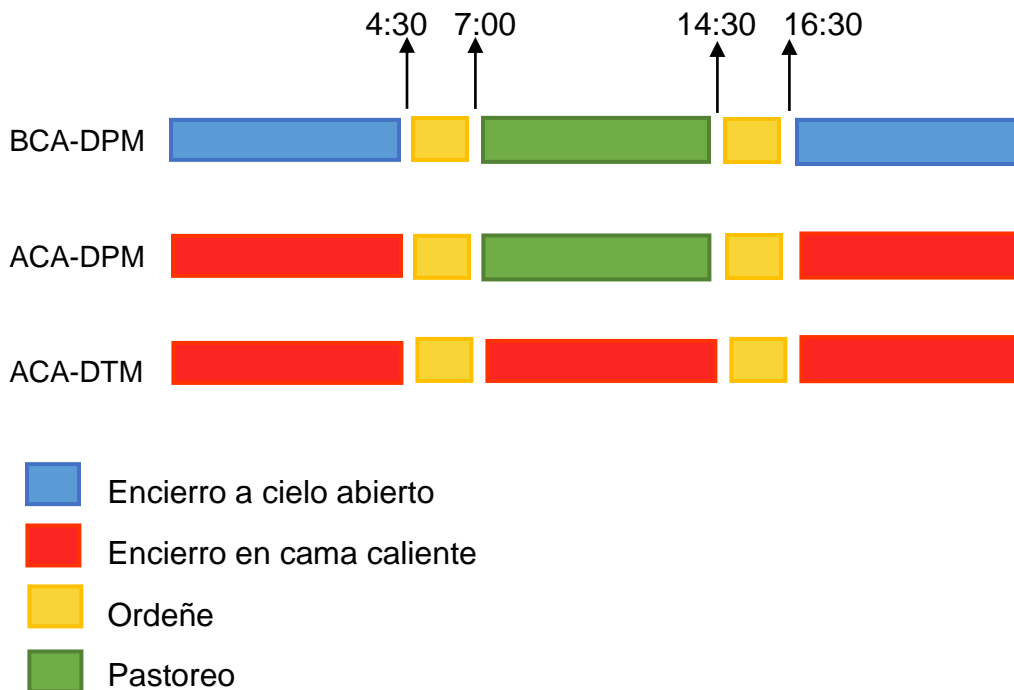 4:30 7:00 14:30 16:30
BCA-DPM
ACA-DPM
ACA-DTM
Encierro a cielo abierto
Encierro en cama caliente
Ordeñe
Pastoreo